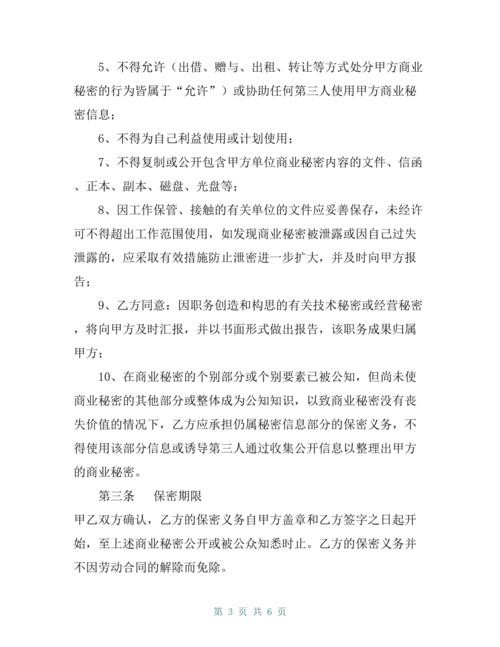 5、不得允许（出借、赠与、出租、转让等方式处分甲方商业
秘密的行为皆属于“允许”）或协助任何第三人使用甲方商业秘
密信息；
6、不得为自己利益使用或计划使用；
7、不得复制或公开包含甲方单位商业秘密内容的文件、信函
、正本、副本、磁盘、光盘等；
8、因工作保管、接触的有关单位的文件应妥善保存，未经许
可不得超出工作范围使用，如发现商业秘密被泄露或因自己过失
泄露的，应采取有效措施防止泄密进一步扩大，并及时向甲方报
告；
9、乙方同意：因职务创造和构思的有关技术秘密或经营秘密
，将向甲方及时汇报，并以书面形式做出报告，该职务成果归属
甲方；
10、在商业秘密的个别部分或个别要素已被公知，但尚未使
商业秘密的其他部分或整体成为公知知识，以致商业秘密没有丧
失价值的情况下，乙方应承担仍属秘密信息部分的保密义务，不
得使用该部分信息或诱导第三人通过收集公开信息以整理出甲方
的商业秘密。
第三条 保密期限
甲乙双方确认，乙方的保密义务自甲方盖章和乙方签字之日起开
始，至上述商业秘密公开或被公众知悉时止。乙方的保密义务并
不因劳动合同的解除而免除。
第 3 页 共 6 页